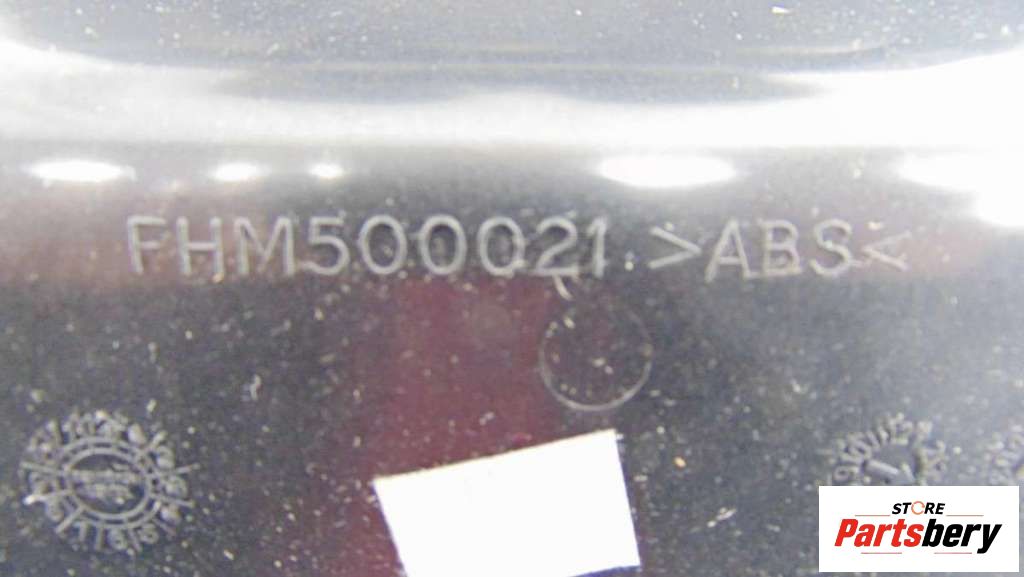 FHM500021 >ABS<
STORE
Partsbery